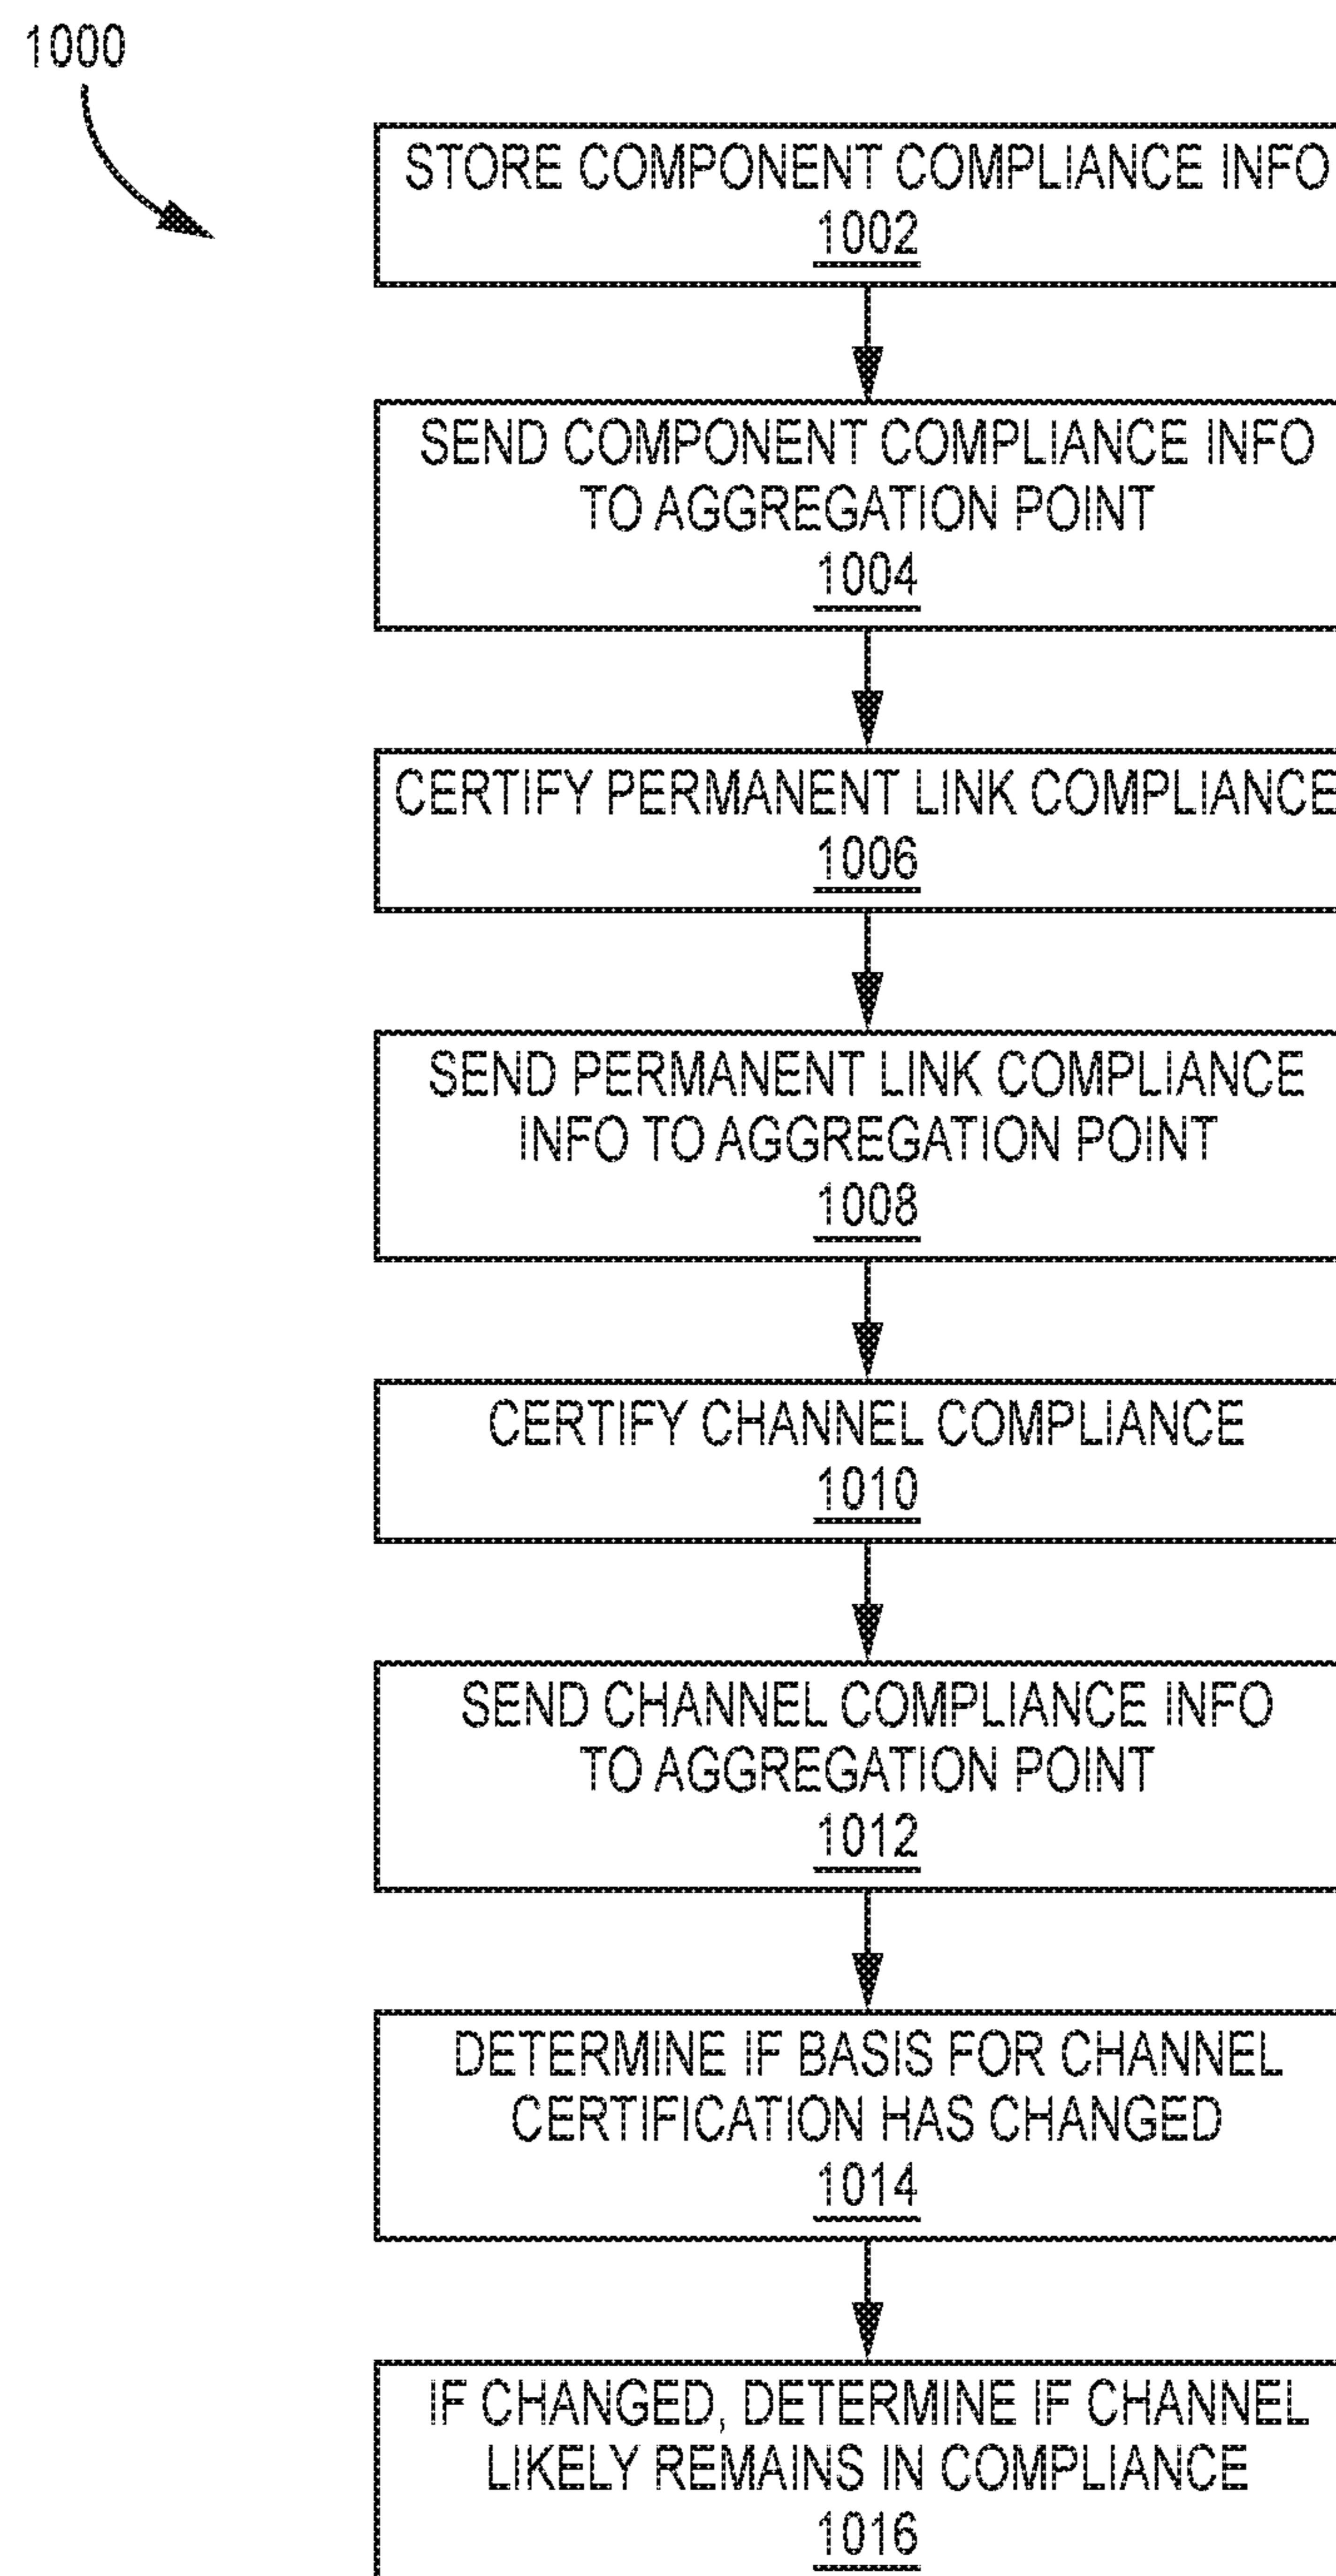 1000
STORE COMPONENT COMPLIANCE INFO
1002
SEND COMPONENT COMPLIANCE INFO
TO AGGREGATION POINT
1004
CERTIFY PERMANENT LINK COMPLIANCE
1006
SEND PERMANENT LINK COMPLIANCE
INFO TO AGGREGATION POINT
1008
CERTIFY CHANNEL COMPLIANCE
1010
SEND CHANNEL COMPLIANCE INFO
TO AGGREGATION POINT
1012
DETERMINE IF BASIS FOR CHANNEL
CERTIFICATION HAS CHANGED
1014
IF CHANGED, DETERMINE IF CHANNEL
LIKELY REMAINS IN COMPLIANCE
1016